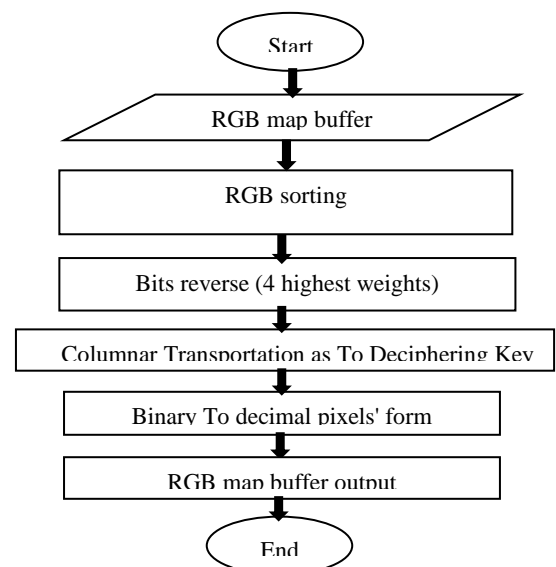 Start
RGB map buffer
RGB sorting
Bits reverse (4 highest weights)
Columnar Transportation as To Deciphering Key
Binary To decimal pixels' form
RGB map buffer output
End